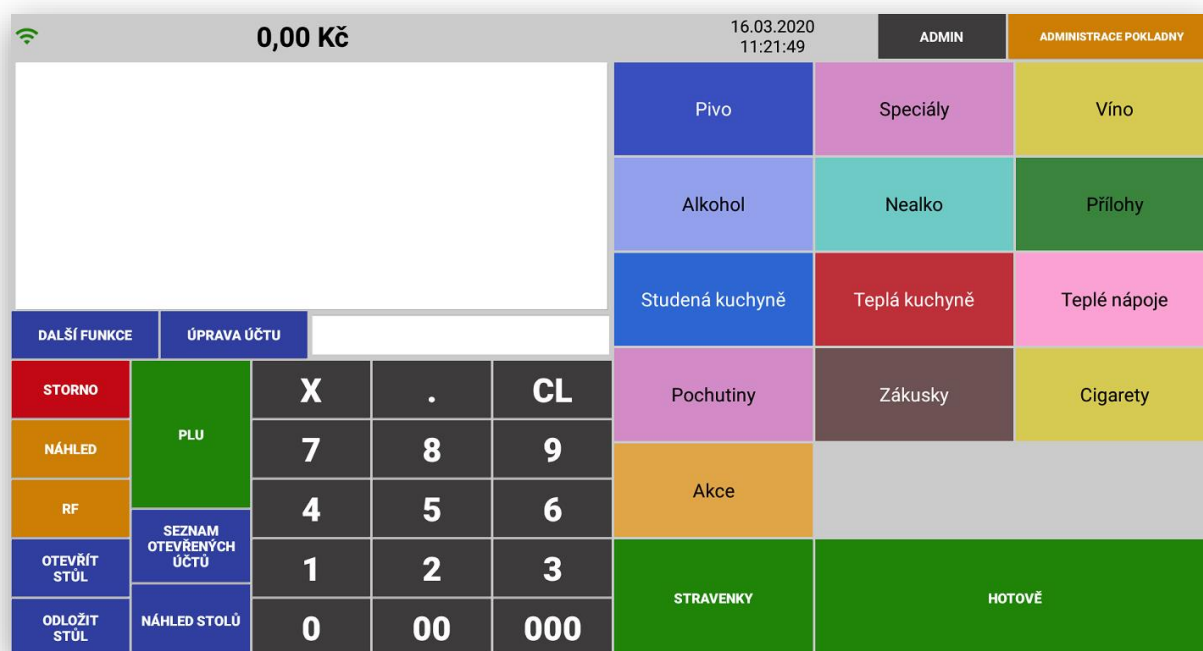 0,00 Kč
16.03.2020
11:21:49
ADMIN
ADMINISTRACE POKLADNY
Pivo
Speciály
Víno
Alkohol
Nealko
Přílohy
Studená kuchyně
Teplá kuchyně
Teplé nápoje
Pochutiny
Zákusky
Cigarety
Akce
STRAVENKY
HOTOVĚ
DALŠÍ FUNKCE
ÚPRAVA ÚČTU
STORNO
NÁHLED
RF
OTEVŘÍT
STŮL
ODLOŽIT
STŮL
PLU
SEZNAM
OTEVŘENÝCH
ÚČTŮ
NÁHLED STOLŮ
X
.
CL
7
8
9
4
5
6
1
2
3
0
00
000